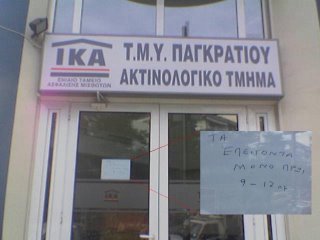 ΙΚΑ
ΕΝΙΑΙΟ ΤΑΜΕΙΟ
ΑΣΦΑΛΙΣΗΣ ΜΙΣΘΩΤΩΝ
Τ.Μ.Υ. ΠΑΓΚΡΑΤΙΟΥ
ΑΚΤΙΝΟΛΟΓΙΚΟ ΤΜΗΜΑ
ΤΑ
ΕΠΕΙΓΟΝΤΑ
ΜΟΝΟ ΠΡΩΙ
9 - 12